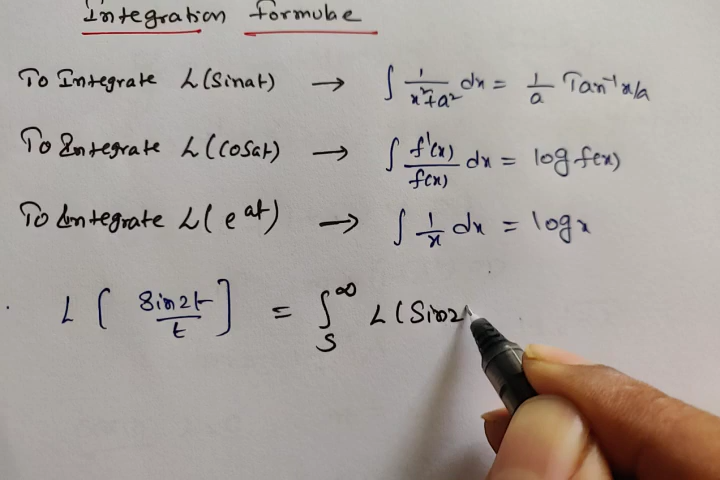 Integration formulae
To Integrate L(Sinat) → ∫ 1/(x²+a²) dx = 1/a Tan⁻¹ x/a
To Integrate L(Cosat) → ∫ f'(x)/f(x) dx = log f(x)
To Integrate L(e^at) → ∫ 1/x dx = log x
L[Sin2t/t] = ∫_S^∞ L(Sin2